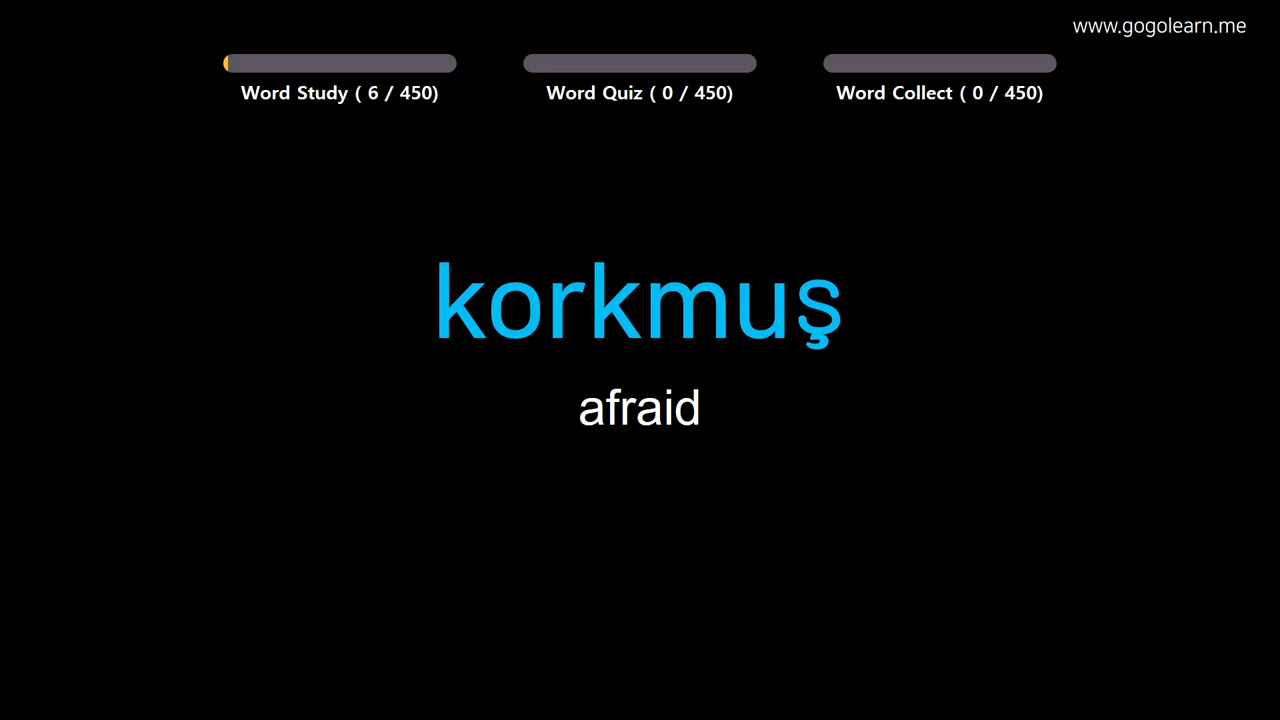 www.gogolearn.me
Word Study ( 6 / 450)
Word Quiz ( 0 / 450)
Word Collect ( 0 / 450)
korkmuş
afraid